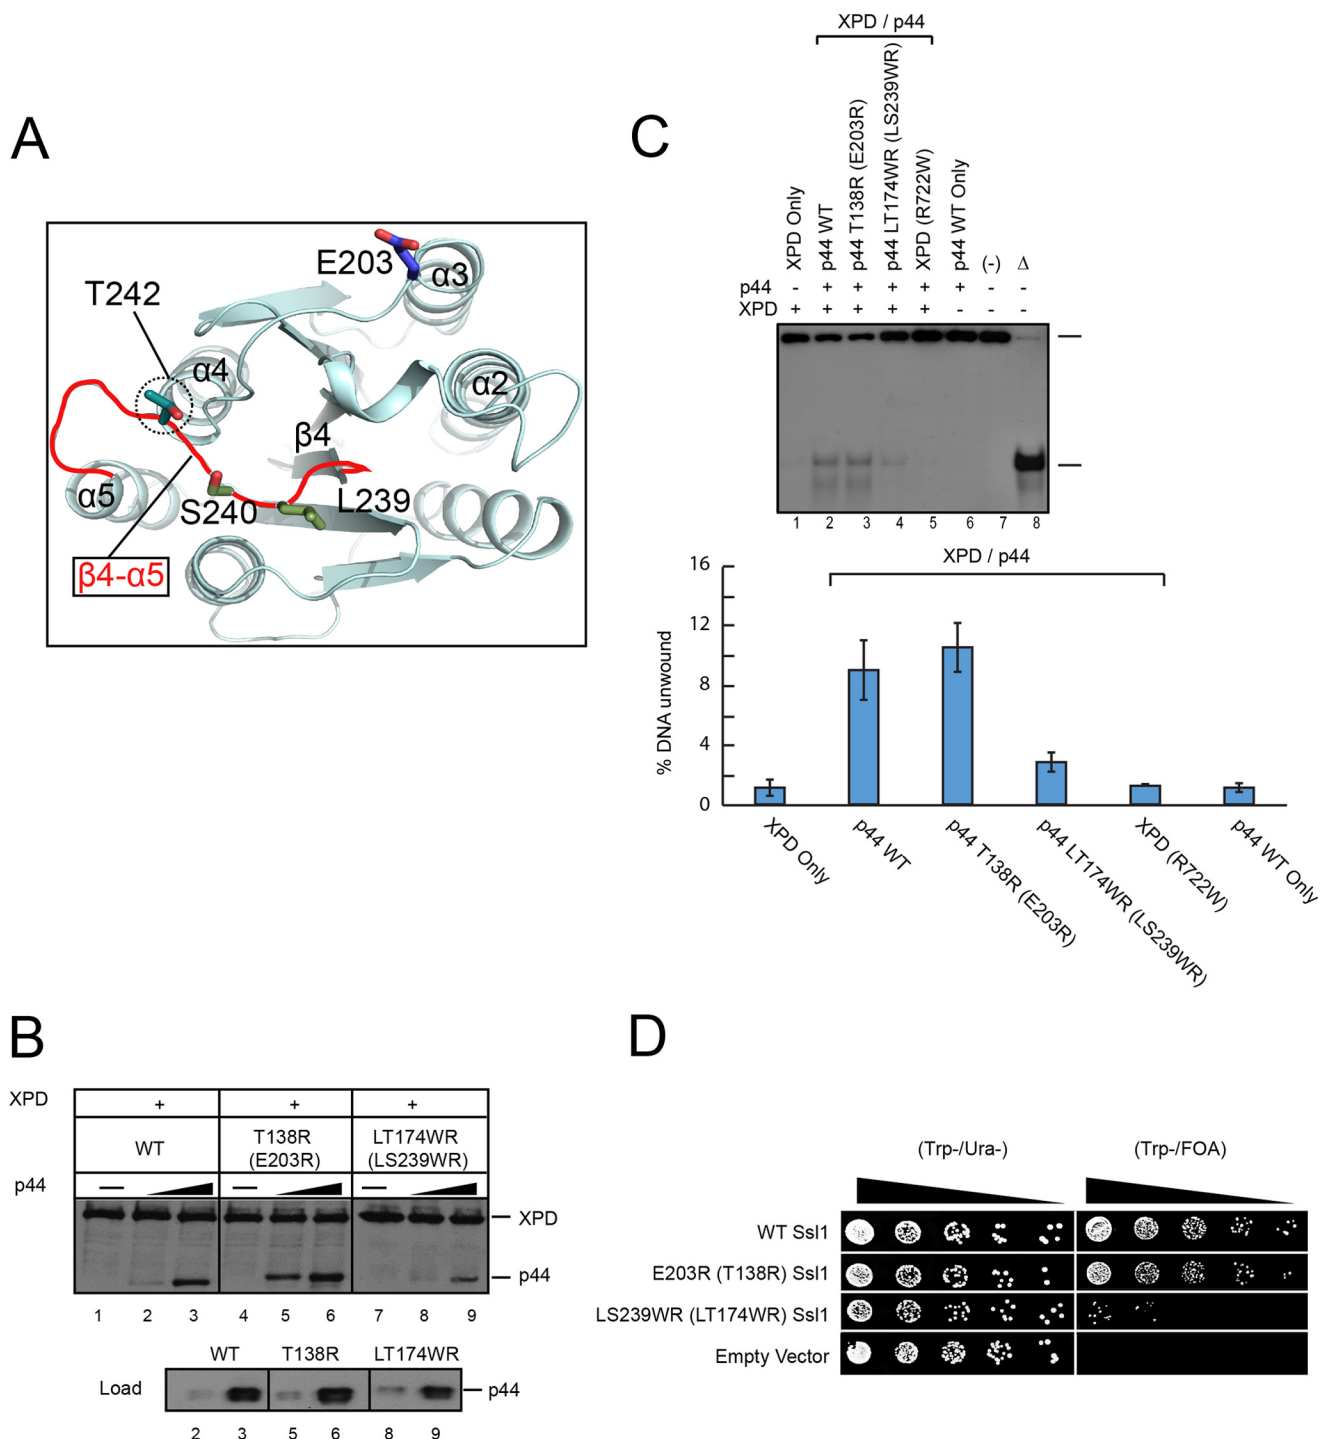 A
E203
α3
T242
α4
α2
β4
α5
S240
L239
β4-α5
C
XPD / p44
XPD Only
p44 WT
p44 T138R (E203R)
p44 LT174WR (LS239WR)
XPD (R722W)
p44 WT Only
(-)
Δ
p44 - + + + + + - -
XPD + + + + + - - -
1 2 3 4 5 6 7 8
XPD / p44
% DNA unwound
16
12
8
4
0
XPD Only
p44 WT
p44 T138R (E203R)
p44 LT174WR (LS239WR)
XPD (R722W)
p44 WT Only
B
XPD + + +
WT T138R (E203R) LT174WR (LS239WR)
p44 — — —
XPD
p44
1 2 3 4 5 6 7 8 9
WT T138R LT174WR
Load p44
2 3 5 6 8 9
D
(Trp-/Ura-) (Trp-/FOA)
WT Ssl1
E203R (T138R) Ssl1
LS239WR (LT174WR) Ssl1
Empty Vector